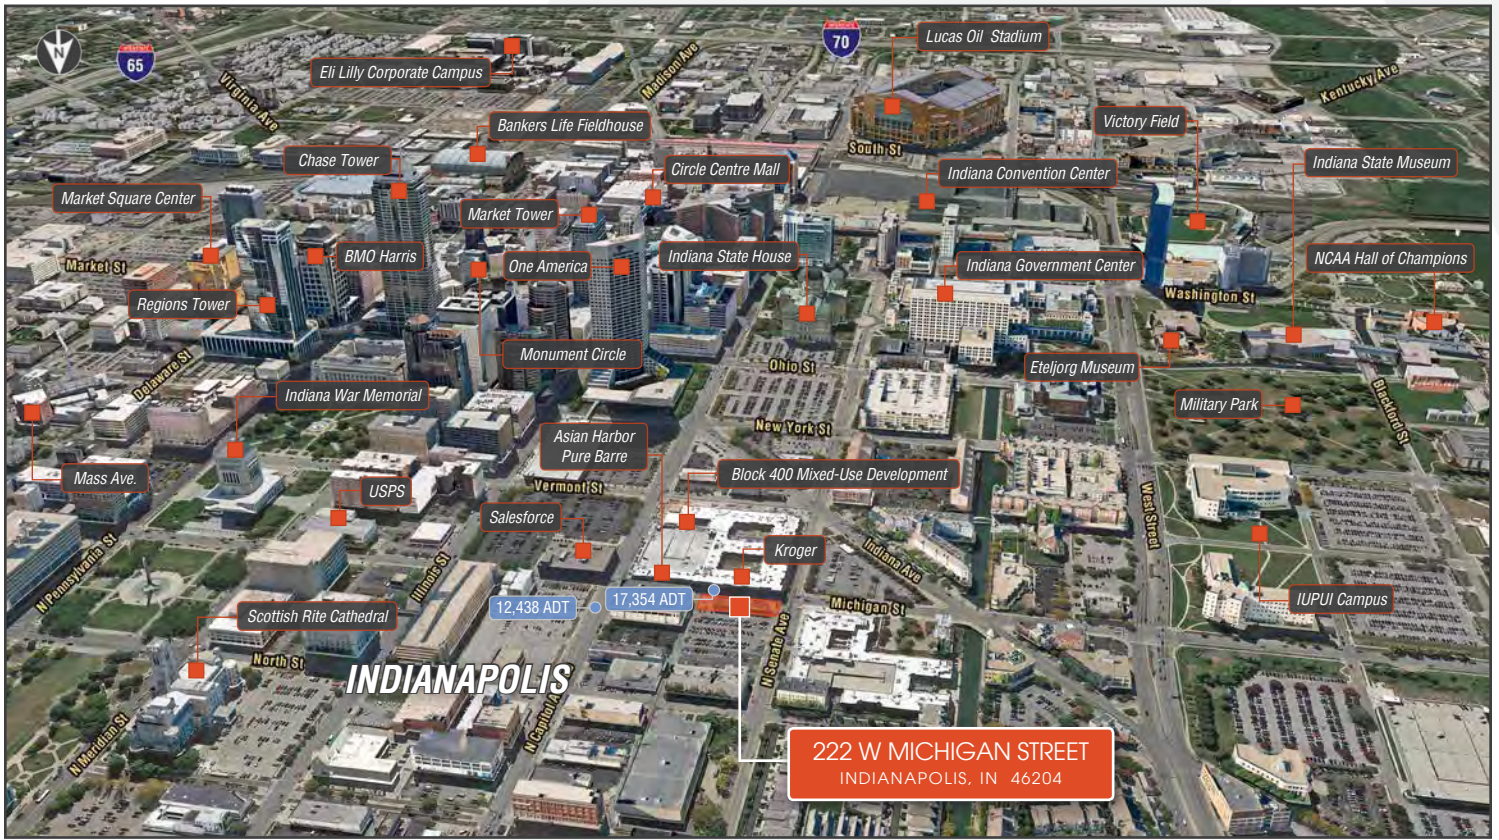 N
65
Eli Lilly Corporate Campus
Virginia Ave
Madison Ave
70
Lucas Oil Stadium
Kentucky Ave
Bankers Life Fieldhouse
Victory Field
South St
Chase Tower
Circle Centre Mall
Indiana Convention Center
Indiana State Museum
Market Square Center
Market Tower
Market St
BMO Harris
One America
Indiana State House
Indiana Government Center
NCAA Hall of Champions
Regions Tower
Washington St
Monument Circle
Delaware St
Ohio St
Eteljorg Museum
Indiana War Memorial
Military Park
Blackford St
New York St
Asian Harbor
Pure Barre
Mass Ave.
USPS
Vermont St
Block 400 Mixed-Use Development
West Street
Salesforce
Kroger
Indiana Ave
N Pennsylvania St
Illinois St
12,438 ADT
17,354 ADT
Michigan St
IUPUI Campus
Scottish Rite Cathedral
N Senate Ave
North St
INDIANAPOLIS
N Meridian St
N Capitol A
222 W MICHIGAN STREET
INDIANAPOLIS, IN 46204